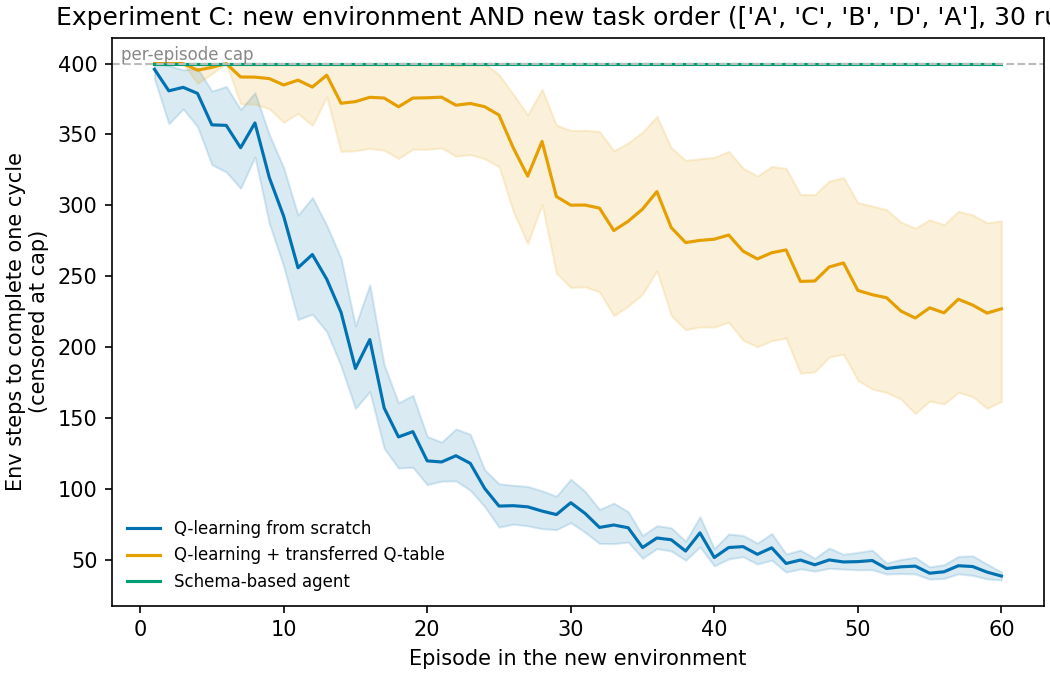 Experiment C: new environment AND new task order (['A', 'C', 'B', 'D', 'A'], 30 ru
per-episode cap
400
350
300
250
200
150
100
50
Env steps to complete one cycle
(censored at cap)
Q-learning from scratch
Q-learning + transferred Q-table
Schema-based agent
0 10 20 30 40 50 60
Episode in the new environment